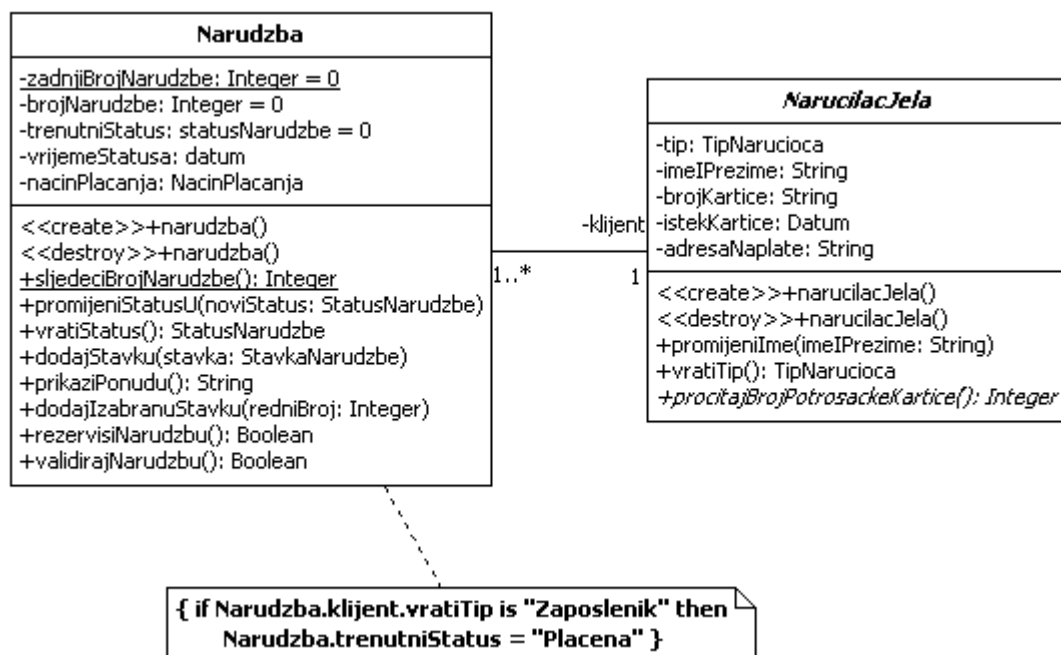 Narudzba
-zadnjiBrojNarudzbe: Integer = 0
-brojNarudzbe: Integer = 0
-trenutniStatus: statusNarudzbe = 0
-vrijemeStatusa: datum
-nacinPlacanja: NacinPlacanja
<<create>>+narudzba()
<<destroy>>+narudzba()
+sljedeciBrojNarudzbe(): Integer
+promijeniStatusU(noviStatus: StatusNarudzbe)
+vratiStatus(): StatusNarudzbe
+dodajStavku(stavka: StavkaNarudzbe)
+prikaziPonudu(): String
+dodajIzabranuStavku(redniBroj: Integer)
+rezervisiNarudzbu(): Boolean
+validirajNarudzbu(): Boolean
-klijent
1..*
1
NarucilacJela
-tip: TipNarucioca
-imeIPrezime: String
-brojKartice: String
-istekKartice: Datum
-adresaNaplate: String
<<create>>+narucilacJela()
<<destroy>>+narucilacJela()
+promijeniIme(imeIPrezime: String)
+vratiTip(): TipNarucioca
+procitajBrojPotrosackeKartice(): Integer
{ if Narudzba.klijent.vratiTip is "Zaposlenik" then
Narudzba.trenutniStatus = "Placena" }